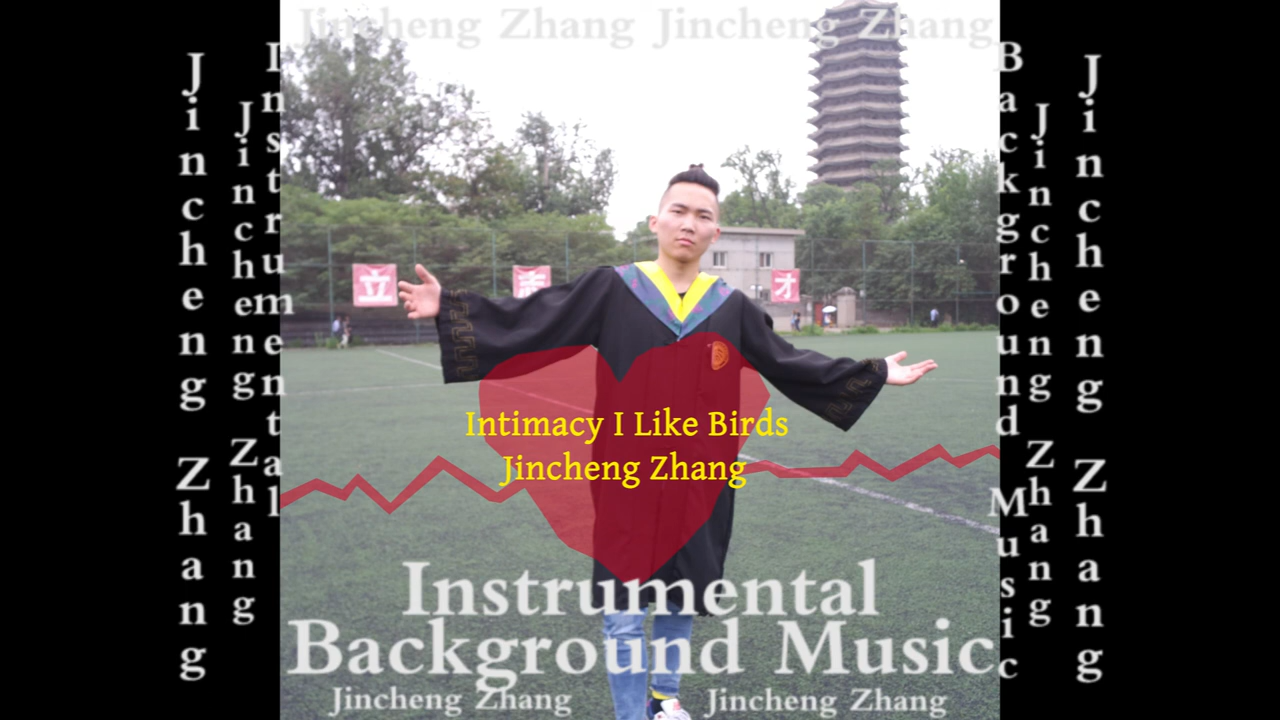 Jincheng Zhang Jincheng Zhang
Jincheng Zhang
Jincheng Zhang
Instrumental
立
志
才
Intimacy I Like Birds
Jincheng Zhang
Instrumental
Background Music
Jincheng Zhang Jincheng Zhang
Background Music
Jincheng Zhang
Jincheng Zhang